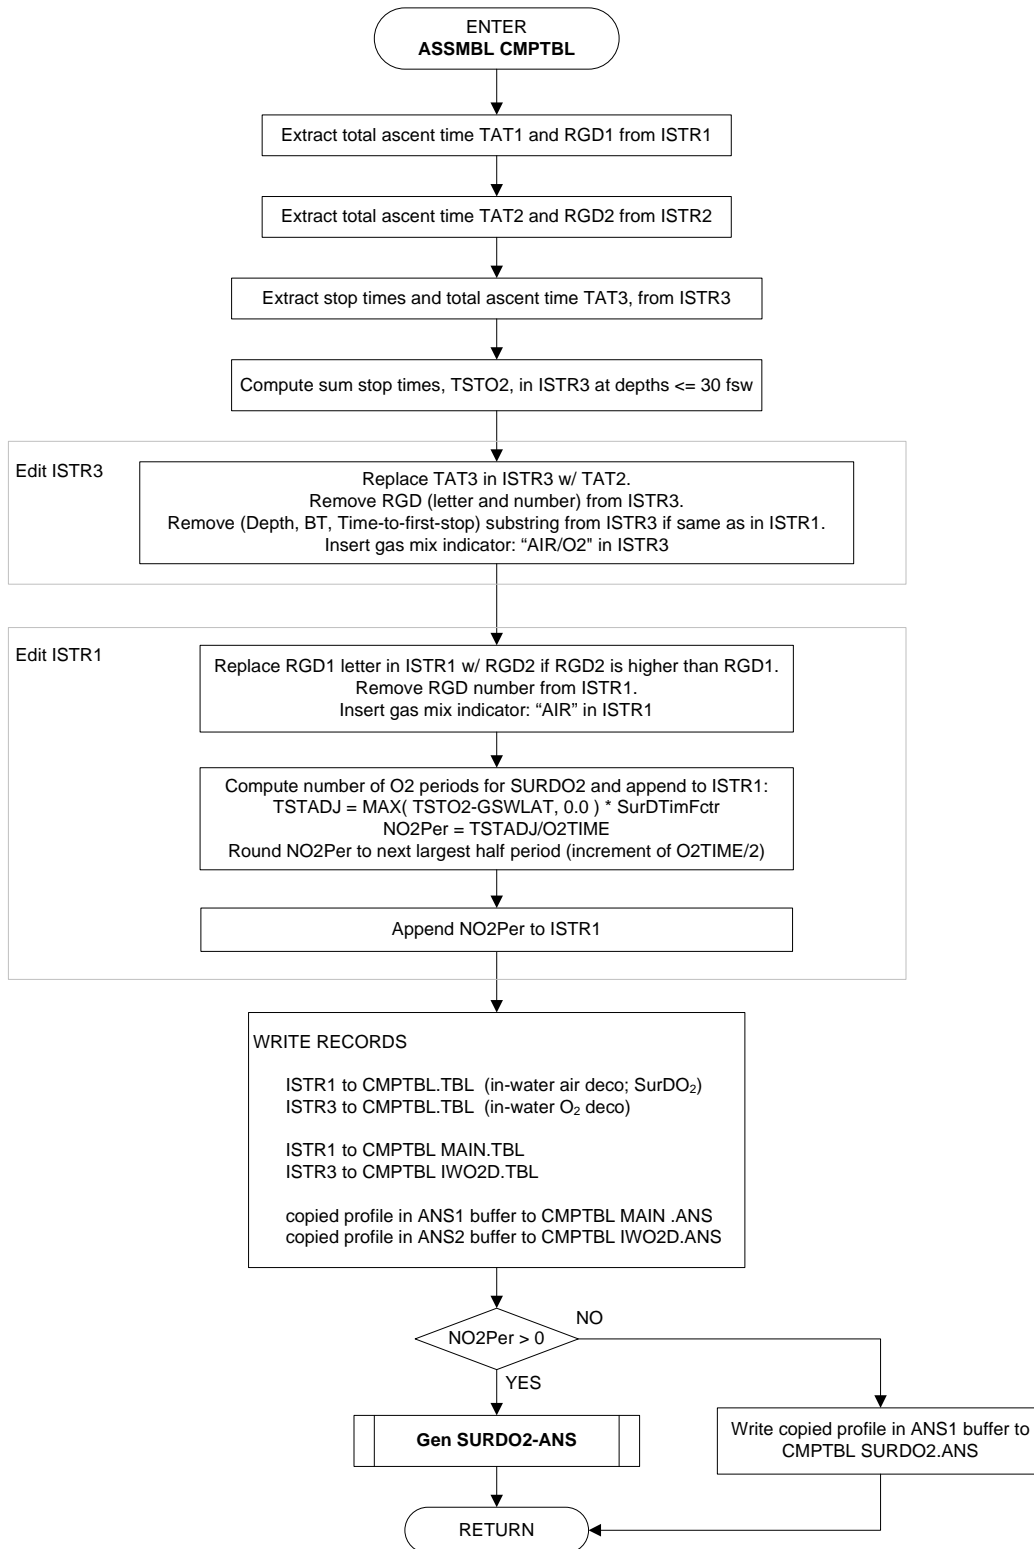 ENTER
ASSMBL CMPTBL
Extract total ascent time TAT1 and RGD1 from ISTR1
Extract total ascent time TAT2 and RGD2 from ISTR2
Extract stop times and total ascent time TAT3, from ISTR3
Compute sum stop times, TSTO2, in ISTR3 at depths <= 30 fsw
Edit ISTR3
Replace TAT3 in ISTR3 w/ TAT2.
Remove RGD (letter and number) from ISTR3.
Remove (Depth, BT, Time-to-first-stop) substring from ISTR3 if same as in ISTR1.
Insert gas mix indicator: “AIR/O2" in ISTR3
Edit ISTR1
Replace RGD1 letter in ISTR1 w/ RGD2 if RGD2 is higher than RGD1.
Remove RGD number from ISTR1.
Insert gas mix indicator: “AIR” in ISTR1
Compute number of O2 periods for SURDO2 and append to ISTR1:
TSTADJ = MAX( TSTO2-GSWLAT, 0.0 ) * SurDTimFctr
NO2Per = TSTADJ/O2TIME
Round NO2Per to next largest half period (increment of O2TIME/2)
Append NO2Per to ISTR1
WRITE RECORDS
ISTR1 to CMPTBL.TBL (in-water air deco; SurDO₂)
ISTR3 to CMPTBL.TBL (in-water O₂ deco)
ISTR1 to CMPTBL MAIN.TBL
ISTR3 to CMPTBL IWO2D.TBL
copied profile in ANS1 buffer to CMPTBL MAIN .ANS
copied profile in ANS2 buffer to CMPTBL IWO2D.ANS
NO2Per > 0
NO
YES
Gen SURDO2-ANS
Write copied profile in ANS1 buffer to
CMPTBL SURDO2.ANS
RETURN